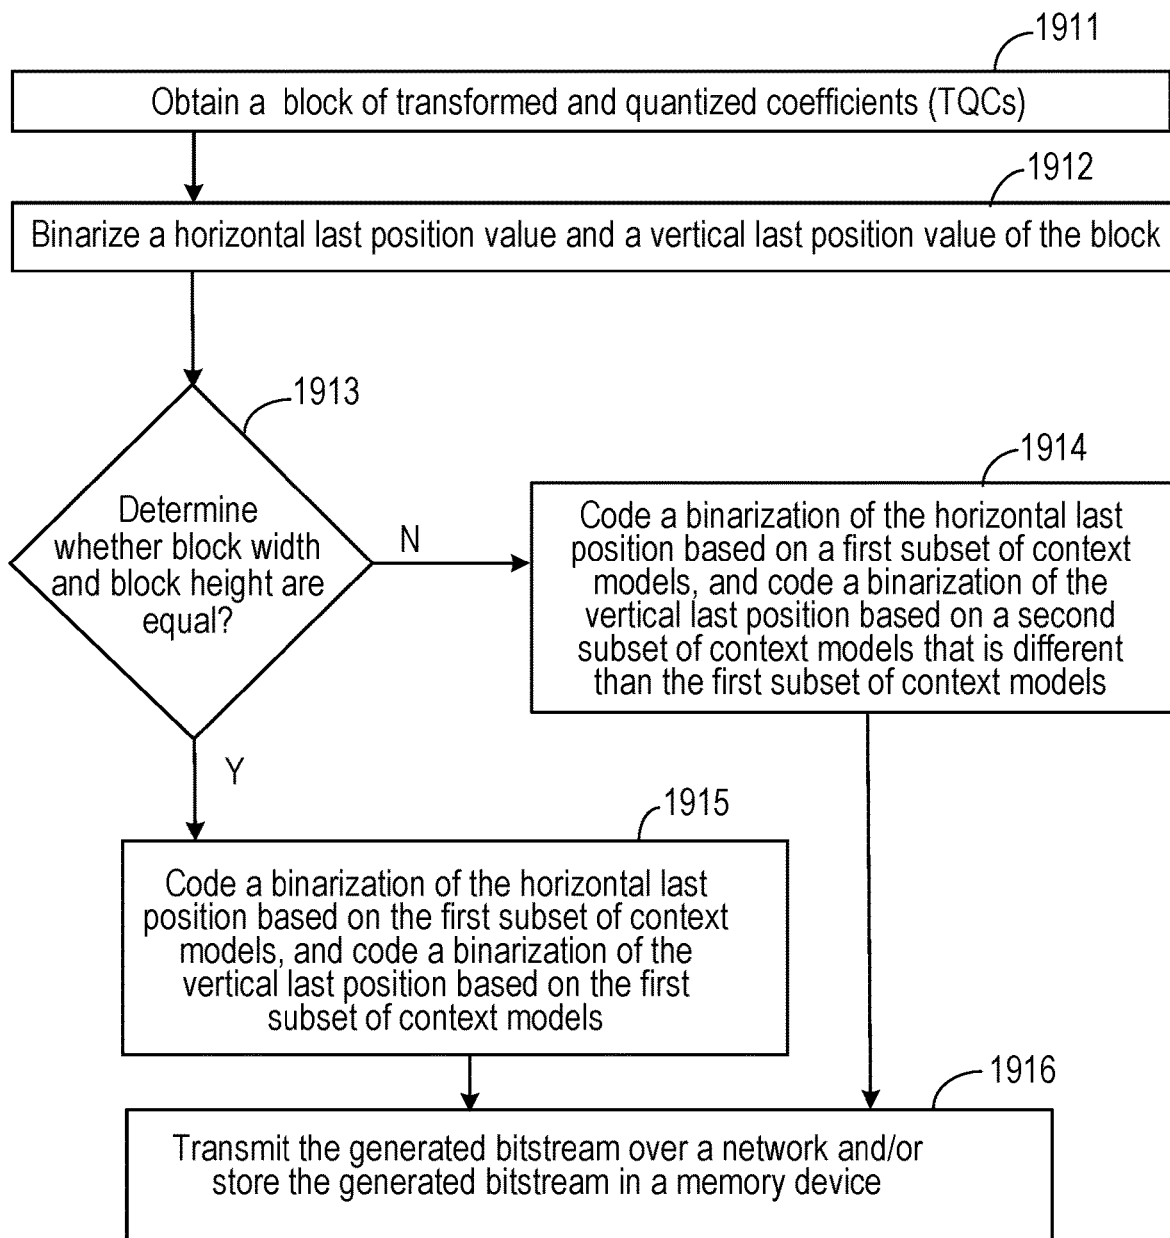 1911
Obtain a block of transformed and quantized coefficients (TQCs)
1912
Binarize a horizontal last position value and a vertical last position value of the block
1913
Determine
whether block width
and block height are
equal?
N
1914
Code a binarization of the horizontal last
position based on a first subset of context
models, and code a binarization of the
vertical last position based on a second
subset of context models that is different
than the first subset of context models
Y
1915
Code a binarization of the horizontal last
position based on the first subset of context
models, and code a binarization of the
vertical last position based on the first
subset of context models
1916
Transmit the generated bitstream over a network and/or
store the generated bitstream in a memory device